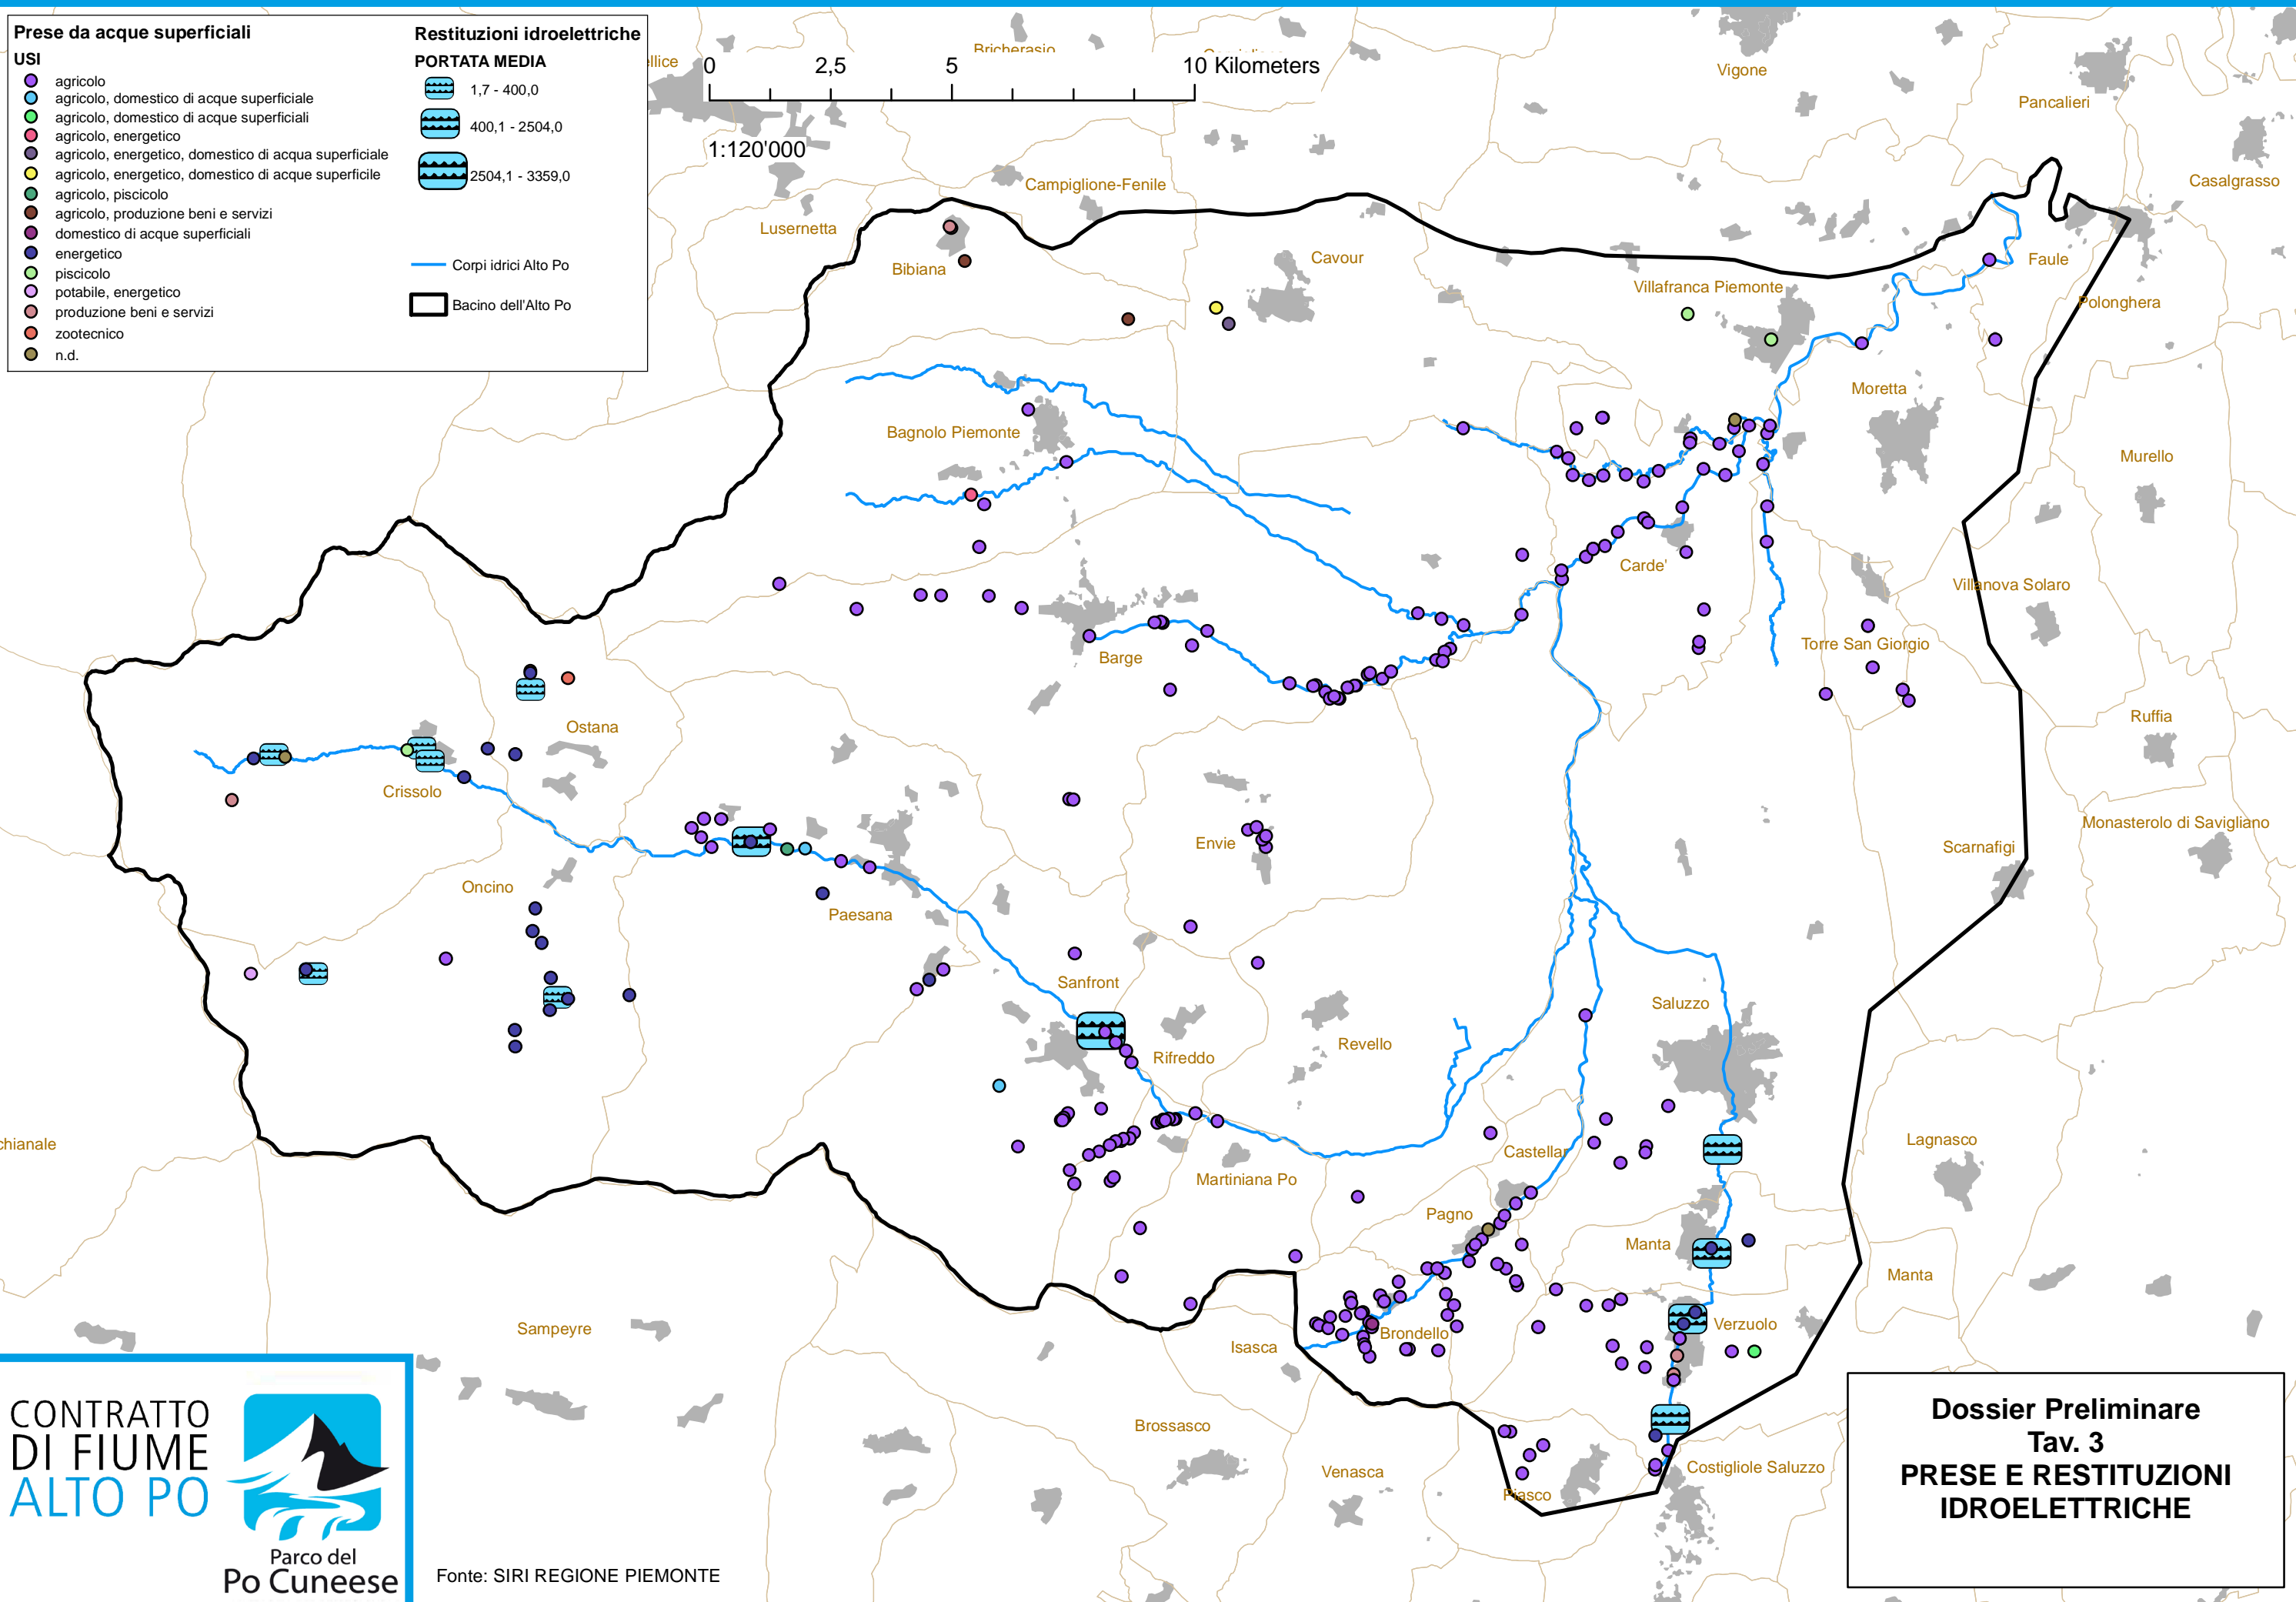 Prese da acque superficiali
USI
agricolo
agricolo, domestico di acque superficiale
agricolo, domestico di acque superficiali
agricolo, energetico
agricolo, energetico, domestico di acqua superficiale
agricolo, energetico, domestico di acque superficile
agricolo, piscicolo
agricolo, produzione beni e servizi
domestico di acque superficiali
energetico
piscicolo
potabile, energetico
produzione beni e servizi
zootecnico
n.d.
Restituzioni idroelettriche
PORTATA MEDIA
1,7 - 400,0
400,1 - 2504,0
2504,1 - 3359,0
Corpi idrici Alto Po
Bacino dell'Alto Po
0 2,5 5 10 Kilometers
1:120'000
ellice
Bricherasio
Vigone
Pancalieri
Casalgrasso
Campiglione-Fenile
Lusernetta
Bibiana
Cavour
Villafranca Piemonte
Faule
Polonghera
Moretta
Bagnolo Piemonte
Murello
Carde'
Villanova Solaro
Torre San Giorgio
Barge
Ruffia
Ostana
Crissolo
Monasterolo di Savigliano
Scarnafigi
Envie
Oncino
Paesana
Sanfront
Saluzzo
Revello
Rifreddo
Lagnasco
chianale
Castellar
Martiniana Po
Pagno
Manta
Manta
Verzuolo
Sampeyre
Brondello
Isasca
Brossasco
Venasca
Costigliole Saluzzo
Piasco
CONTRATTO
DI FIUME
ALTO PO
Parco del
Po Cuneese
Fonte: SIRI REGIONE PIEMONTE
Dossier Preliminare
Tav. 3
PRESE E RESTITUZIONI
IDROELETTRICHE